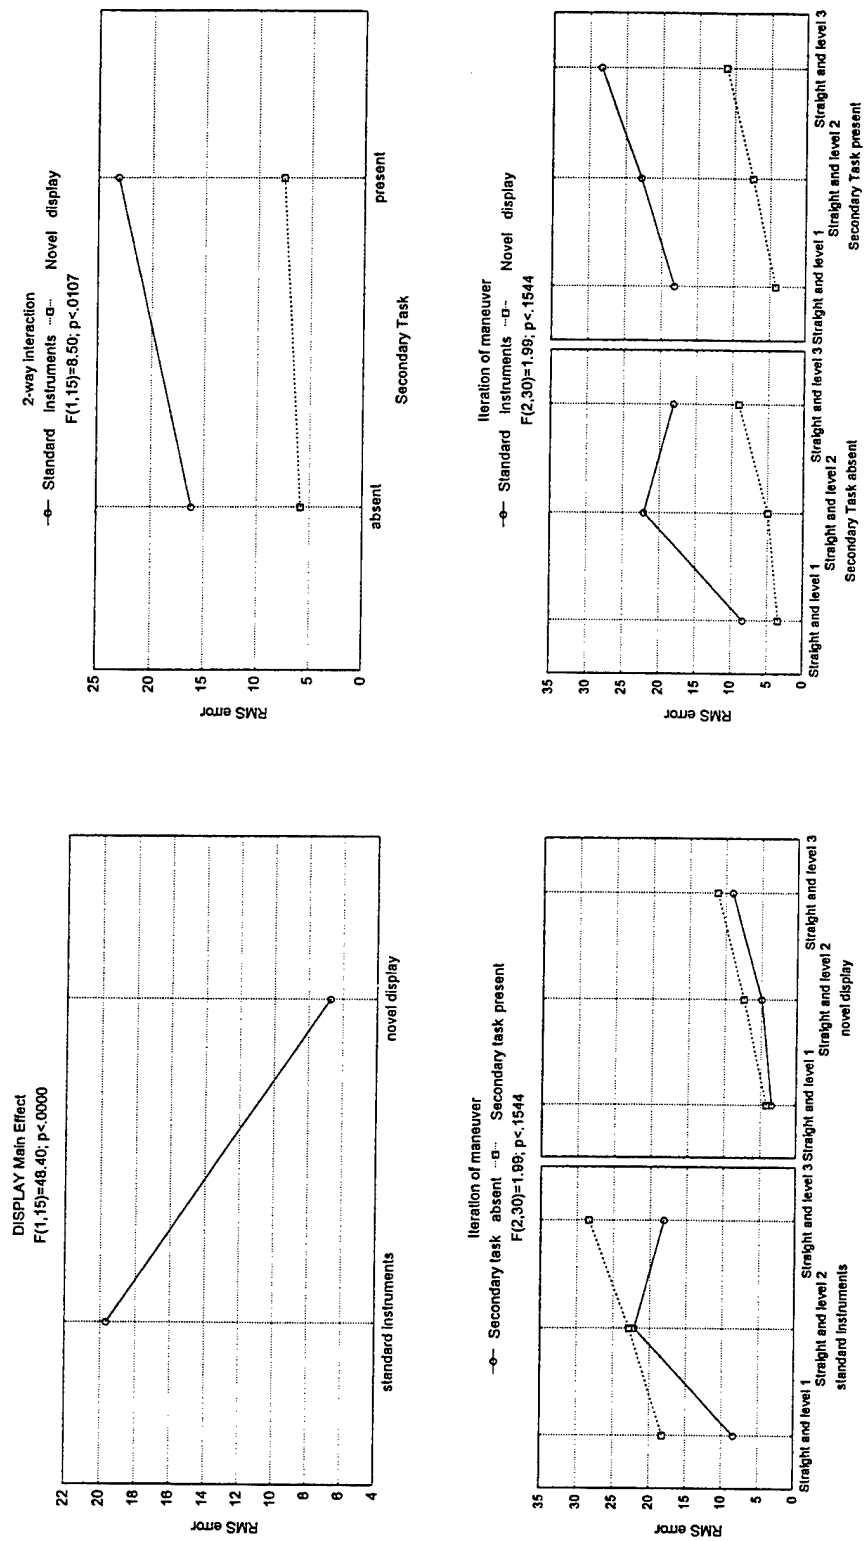 DISPLAY Main Effect
F(1,15)=48.40; p<.0000
RMS error
22
20
18
16
14
12
10
8
6
4
standard instruments
novel display
2-way interaction
Standard Instruments Novel display
F(1,15)=8.50; p<.0107
RMS error
25
20
15
10
5
0
absent
present
Secondary Task
Iteration of maneuver
Secondary task absent Secondary task present
F(2,30)=1.99; p<.1544
RMS error
35
30
25
20
15
10
5
0
Straight and level 1
Straight and level 2
Straight and level 3
standard instruments
Straight and level 1
Straight and level 2
Straight and level 3
novel display
Iteration of maneuver
Standard Instruments Novel display
F(2,30)=1.99; p<.1544
RMS error
35
30
25
20
15
10
5
0
Straight and level 1
Straight and level 2
Straight and level 3
Secondary Task absent
Straight and level 1
Straight and level 2
Straight and level 3
Secondary Task present